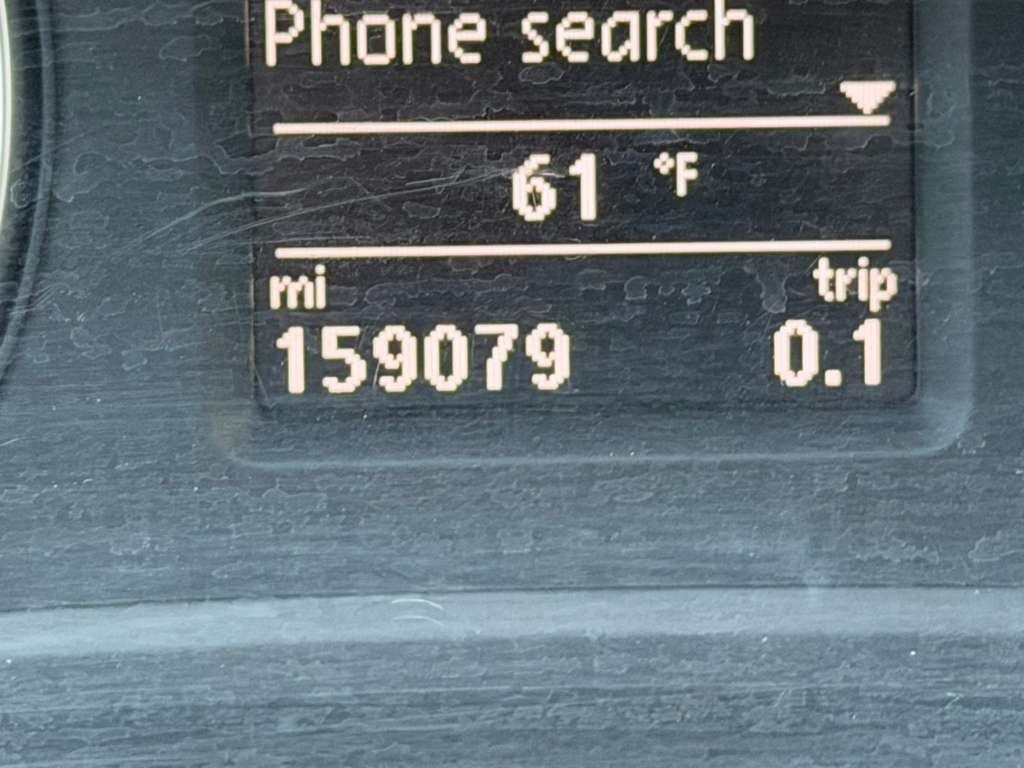 Phone search
61 °F
mi trip
159079 0.1